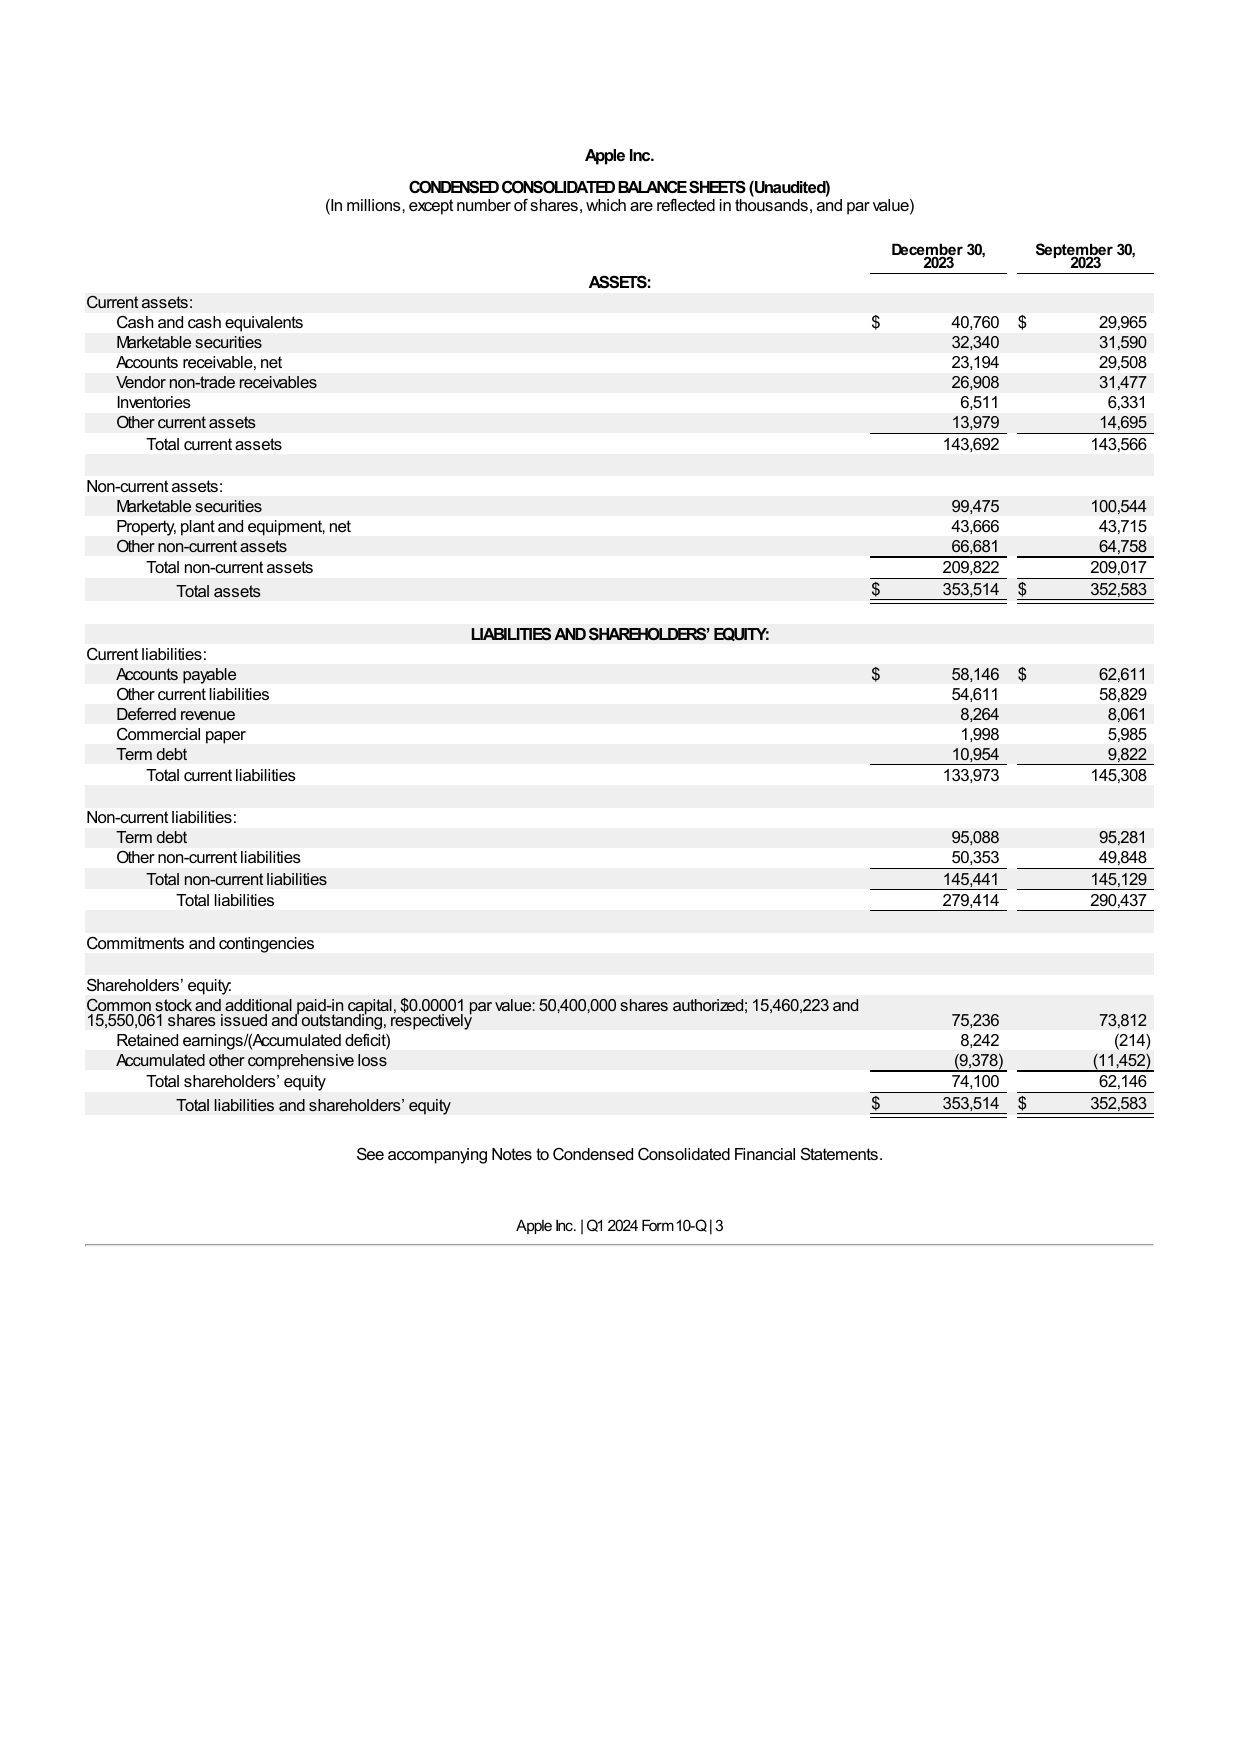 Apple Inc.
CONDENSED CONSOLIDATED BALANCE SHEETS (Unaudited)
(In millions, except number of shares, which are reflected in thousands, and par value)
December 30, September 30,
2023 2023
ASSETS:
Current assets:
Cash and cash equivalents $ 40,760 $ 29,965
Marketable securities 32,340 31,590
Accounts receivable, net 23,194 29,508
Vendor non-trade receivables 26,908 31,477
Inventories 6,511 6,331
Other current assets 13,979 14,695
Total current assets 143,692 143,566
Non-current assets:
Marketable securities 99,475 100,544
Property, plant and equipment, net 43,666 43,715
Other non-current assets 66,681 64,758
Total non-current assets 209,822 209,017
Total assets $ 353,514 $ 352,583
LIABILITIES AND SHAREHOLDERS’ EQUITY:
Current liabilities:
Accounts payable $ 58,146 $ 62,611
Other current liabilities 54,611 58,829
Deferred revenue 8,264 8,061
Commercial paper 1,998 5,985
Term debt 10,954 9,822
Total current liabilities 133,973 145,308
Non-current liabilities:
Term debt 95,088 95,281
Other non-current liabilities 50,353 49,848
Total non-current liabilities 145,441 145,129
Total liabilities 279,414 290,437
Commitments and contingencies
Shareholders’ equity:
Common stock and additional paid-in capital, $0.00001 par value: 50,400,000 shares authorized; 15,460,223 and
15,550,061 shares issued and outstanding, respectively 75,236 73,812
Retained earnings/(Accumulated deficit) 8,242 (214)
Accumulated other comprehensive loss (9,378) (11,452)
Total shareholders’ equity 74,100 62,146
Total liabilities and shareholders’ equity $ 353,514 $ 352,583
See accompanying Notes to Condensed Consolidated Financial Statements.
Apple Inc. | Q1 2024 Form 10-Q | 3